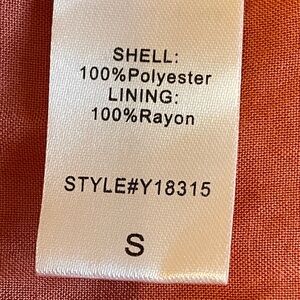 SHELL:
100%Polyester
LINING:
100%Rayon
STYLE#Y18315
S